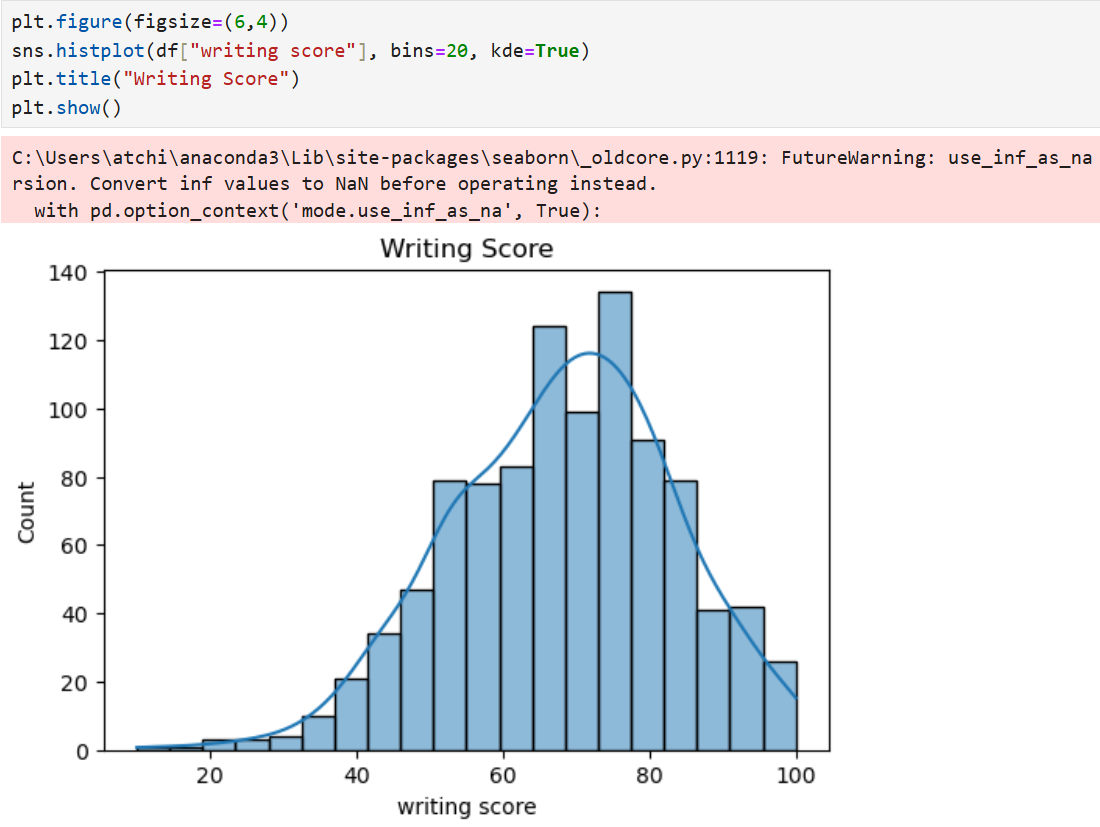 plt.figure(figsize=(6,4))
sns.histplot(df["writing score"], bins=20, kde=True)
plt.title("Writing Score")
plt.show()
C:\Users\atchi\anaconda3\Lib\site-packages\seaborn\_oldcore.py:1119: FutureWarning: use_inf_as_na
rsion. Convert inf values to NaN before operating instead.
  with pd.option_context('mode.use_inf_as_na', True):
Writing Score
140
120
100
80
60
40
20
0
Count
20 40 60 80 100
writing score